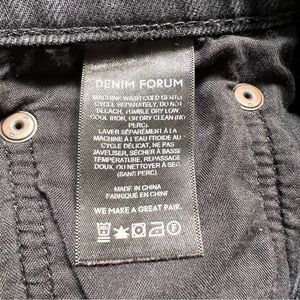 DENIM FORUM
MACHINE WASH COLD GENTLE
CYCLE SEPARATELY, DO NOT
BLEACH, TUMBLE DRY LOW,
COOL IRON, OR DRY CLEAN (NO
PERC).
LAVER SÉPARÉMENT À LA
MACHINE À L'EAU FROIDE AU
CYCLE DÉLICAT, NE PAS
JAVELLISER, SÉCHER À BASSE
TEMPÉRATURE, REPASSAGE
DOUX, OU NETTOYER À SEC
(SANS PERC).
MADE IN CHINA
FABRIQUÉ EN CHINE
WE MAKE A GREAT PAIR.